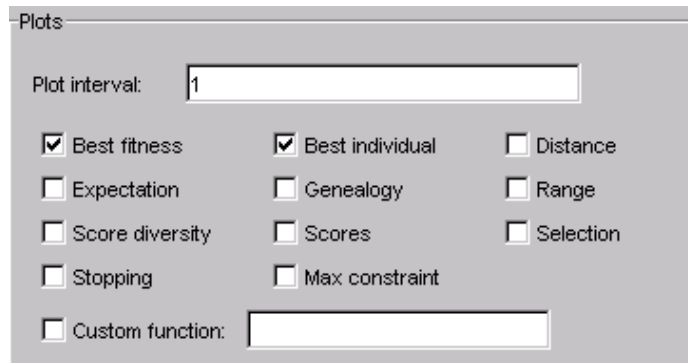 Plots
Plot interval: 1
Best fitness Best individual Distance
Expectation Genealogy Range
Score diversity Scores Selection
Stopping Max constraint
Custom function: